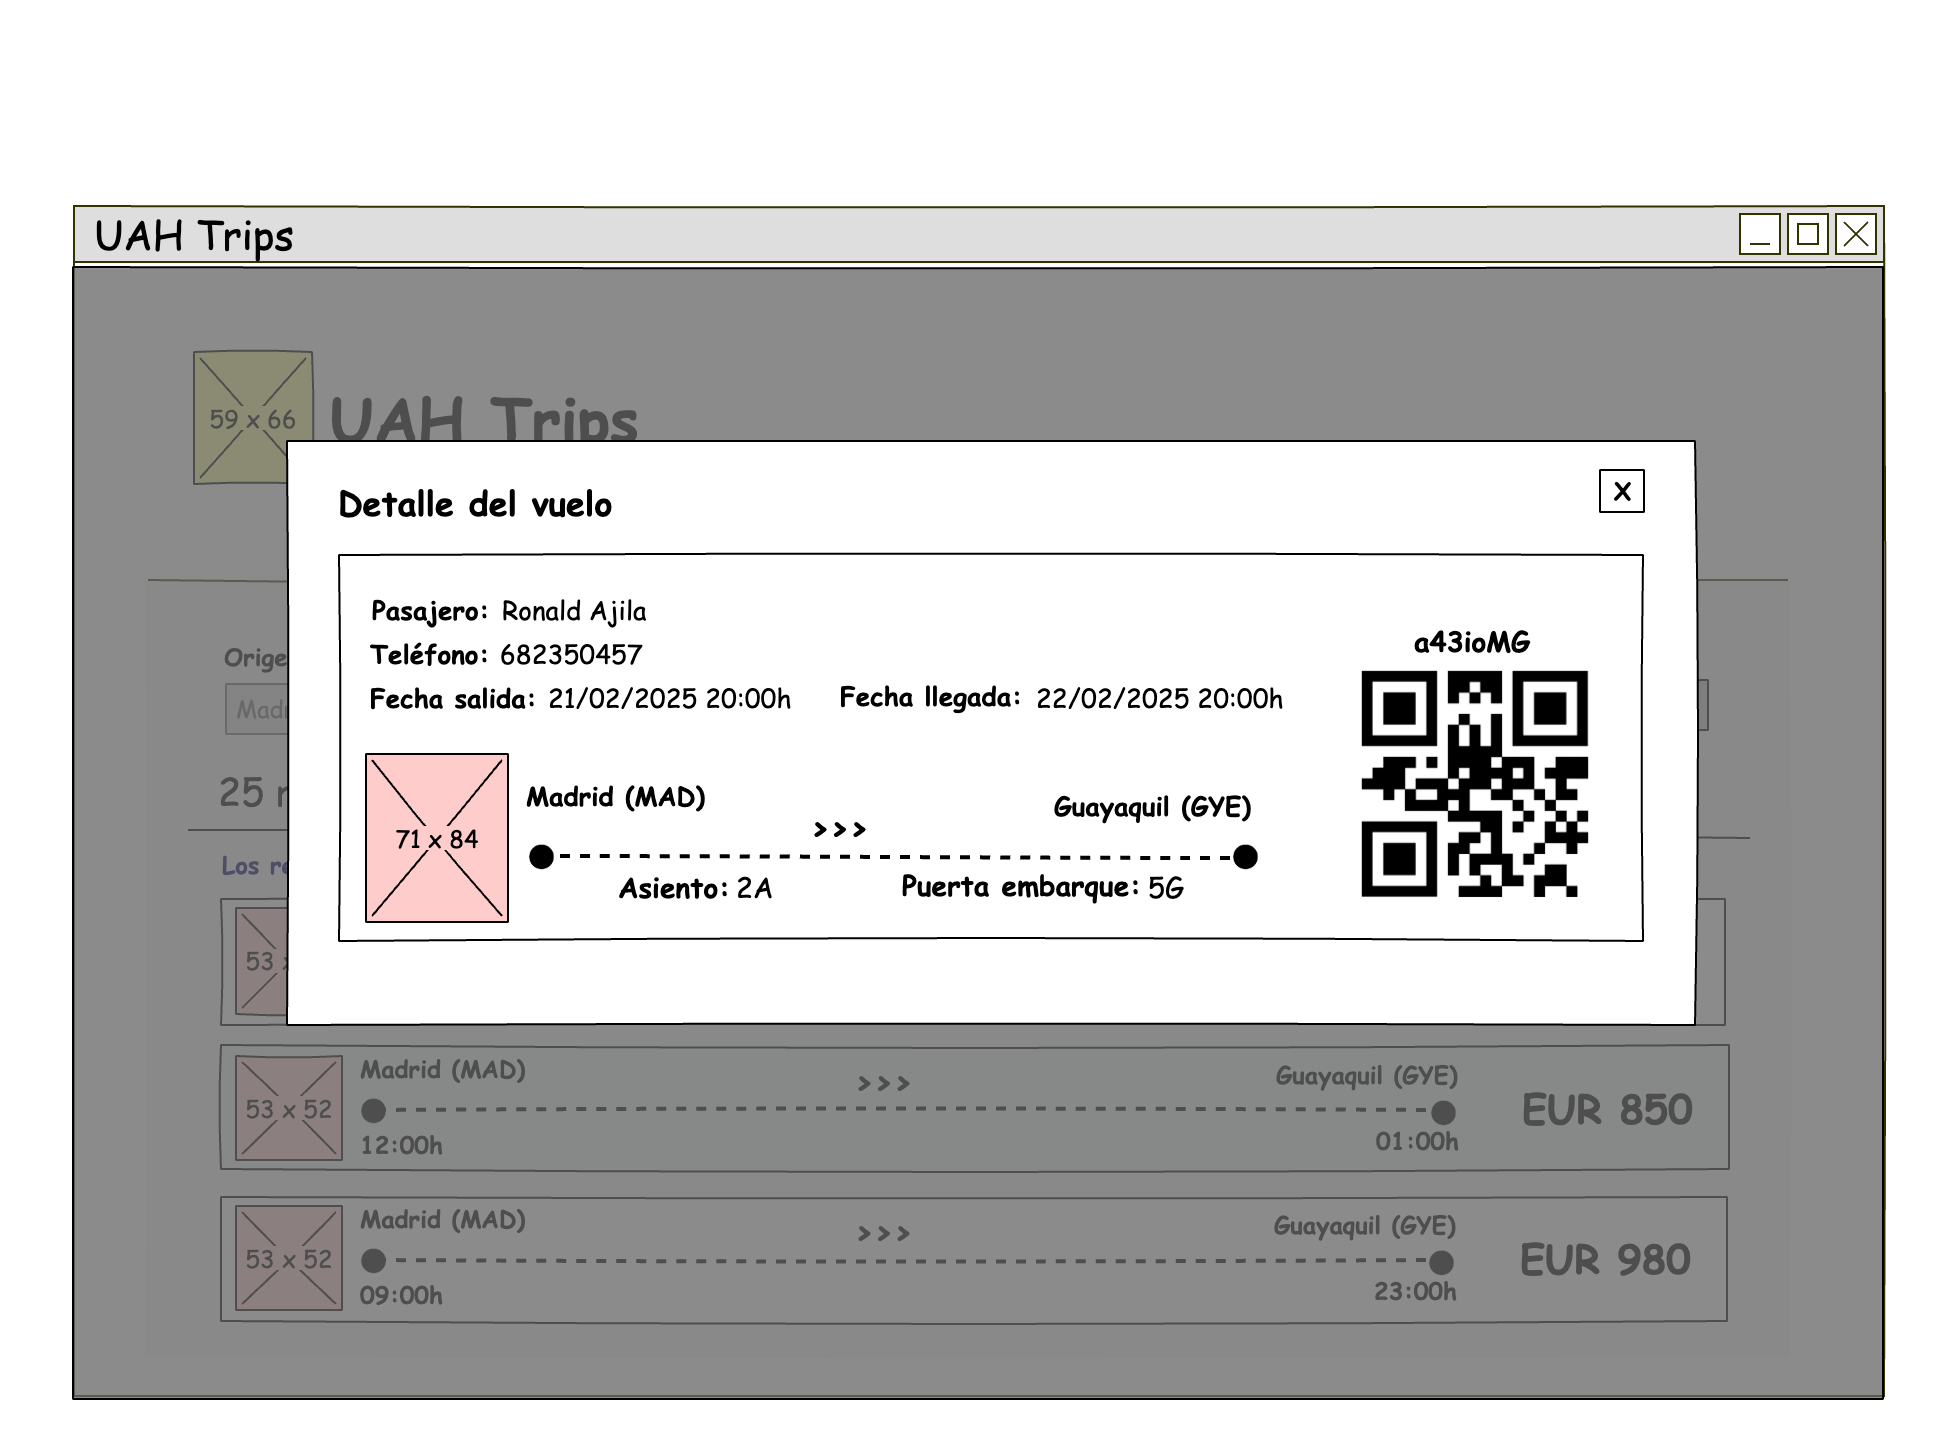 UAH Trips
59 x 66
UAH Trips
Detalle del vuelo
x
Pasajero: Ronald Ajila
Teléfono: 682350457
Fecha salida: 21/02/2025 20:00h Fecha llegada: 22/02/2025 20:00h
a43ioMG
71 x 84
Madrid (MAD)
>>>
Guayaquil (GYE)
Asiento: 2A
Puerta embarque: 5G
25
Los
53
53 x 52
Madrid (MAD)
>>>
Guayaquil (GYE)
12:00h
01:00h
EUR 850
53 x 52
Madrid (MAD)
>>>
Guayaquil (GYE)
09:00h
23:00h
EUR 980